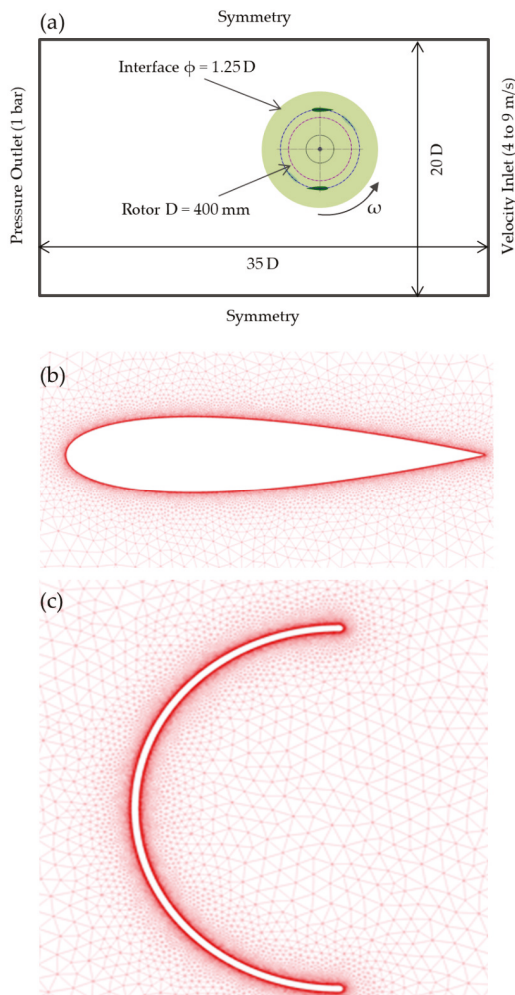 Symmetry
(a)
Interface ϕ = 1.25 D
Pressure Outlet (1 bar)
20 D
Velocity Inlet (4 to 9 m/s)
Rotor D = 400 mm
ω
35 D
Symmetry
(b)
(c)